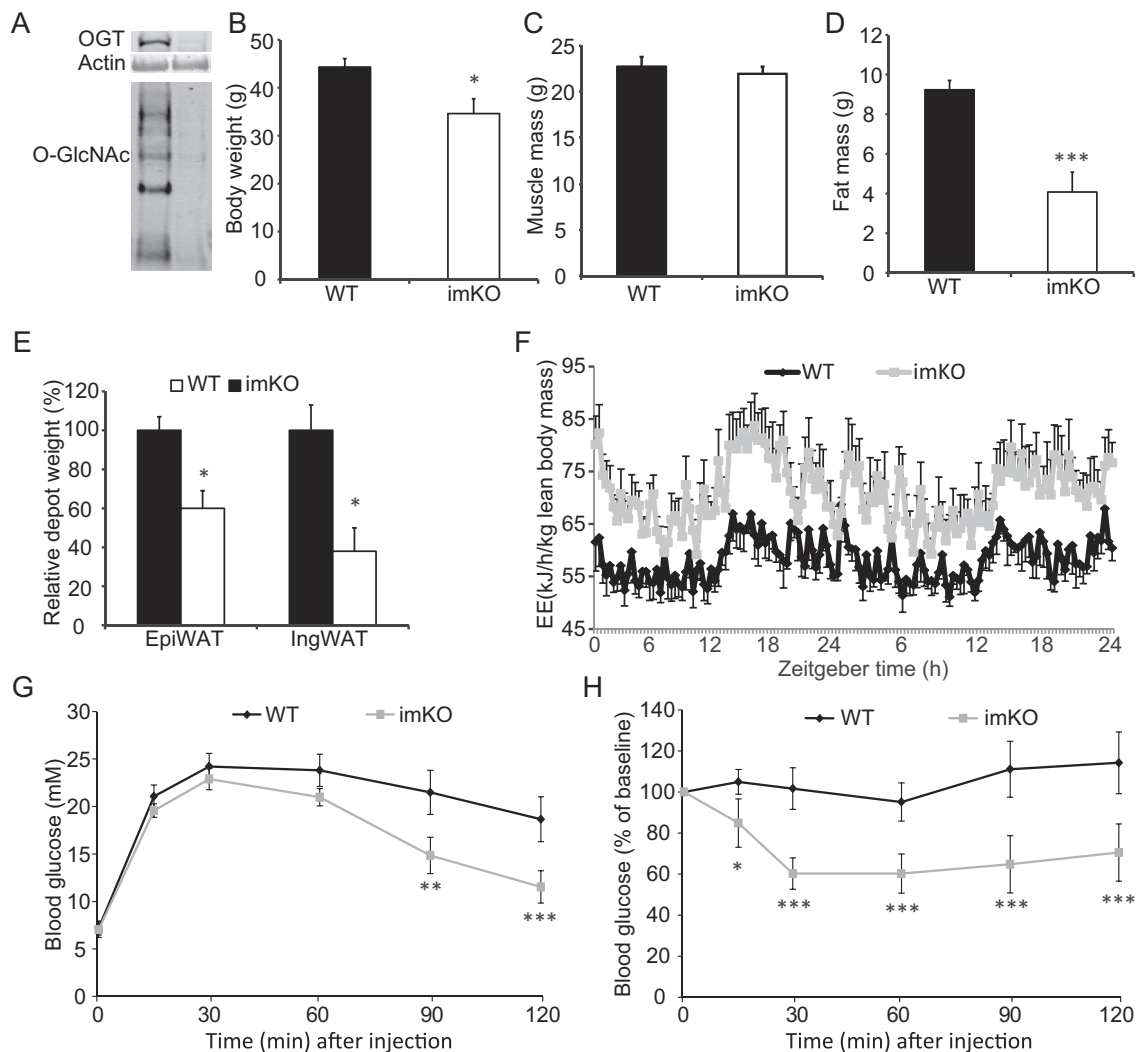 A
OGT
Actin
O-GlcNAc
B
Body weight (g)
50
40
30
20
10
0
*
WT
imKO
C
Muscle mass (g)
25
20
15
10
5
0
WT
imKO
D
Fat mass (g)
12
10
8
6
4
2
0
***
WT
imKO
E
Relative depot weight (%)
WT
imKO
120
100
80
60
40
20
0
*
*
EpiWAT
IngWAT
F
EE(kJ/h/kg lean body mass)
WT
imKO
95
85
75
65
55
45
0
6
12
18
24
6
12
18
24
Zeitgeber time (h)
G
Blood glucose (mM)
WT
imKO
30
25
20
15
10
5
0
**
***
0
30
60
90
120
Time (min) after injection
H
Blood glucose (% of baseline)
WT
imKO
140
120
100
80
60
40
20
0
*
***
***
***
***
0
30
60
90
120
Time (min) after injection